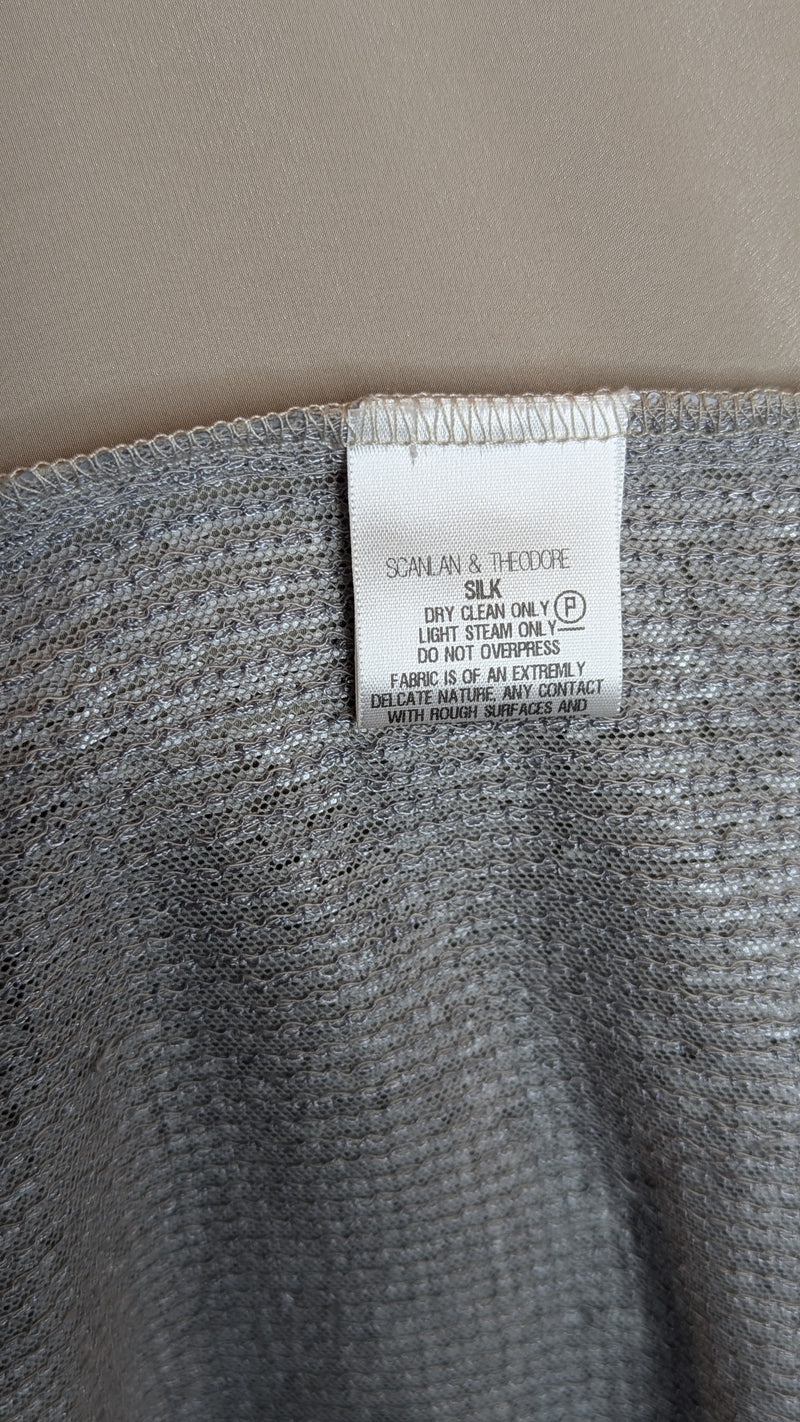 SCANLAN & THEODORE
SILK
DRY CLEAN ONLY P
LIGHT STEAM ONLY
DO NOT OVERPRESS
FABRIC IS OF AN EXTREMLY
DELCATE NATURE, ANY CONTACT
WITH ROUGH SURFACES AND